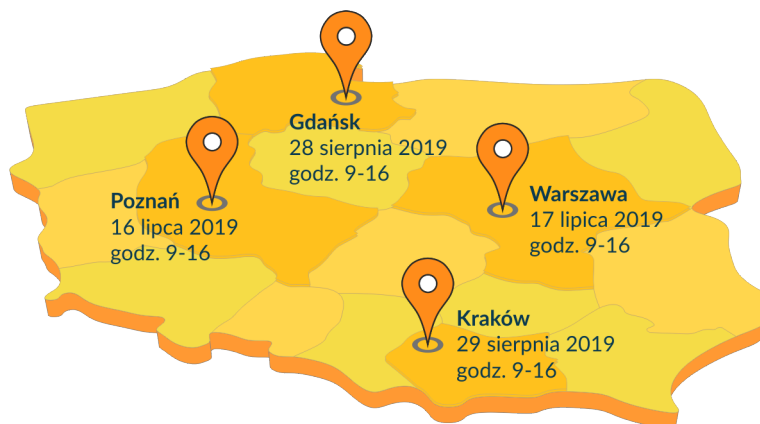 Gdańsk
28 sierpnia 2019
godz. 9-16
Poznań
16 lipca 2019
godz. 9-16
Warszawa
17 lipica 2019
godz. 9-16
Kraków
29 sierpnia 2019
godz. 9-16